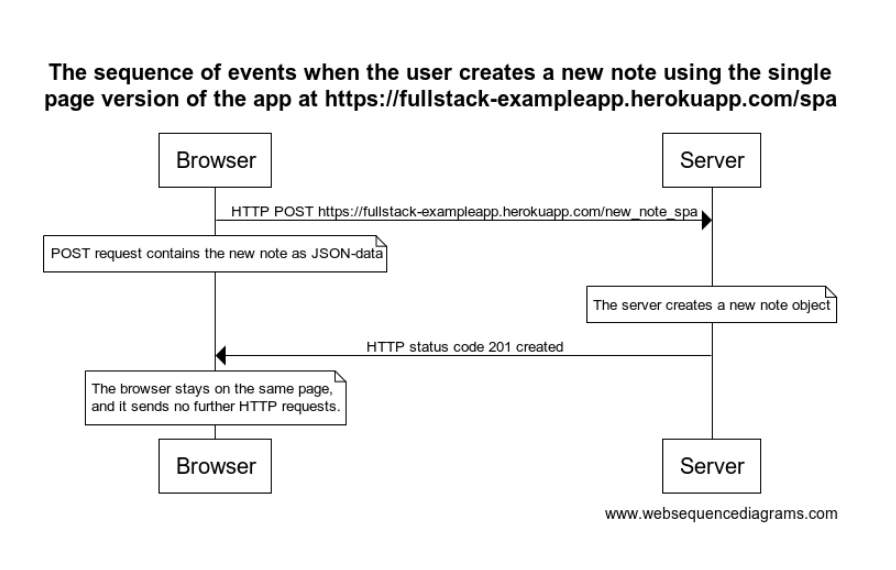 The sequence of events when the user creates a new note using the single
page version of the app at https://fullstack-exampleapp.herokuapp.com/spa
Browser
Server
HTTP POST https://fullstack-exampleapp.herokuapp.com/new_note_spa
POST request contains the new note as JSON-data
The server creates a new note object
HTTP status code 201 created
The browser stays on the same page,
and it sends no further HTTP requests.
Browser
Server
www.websequencediagrams.com